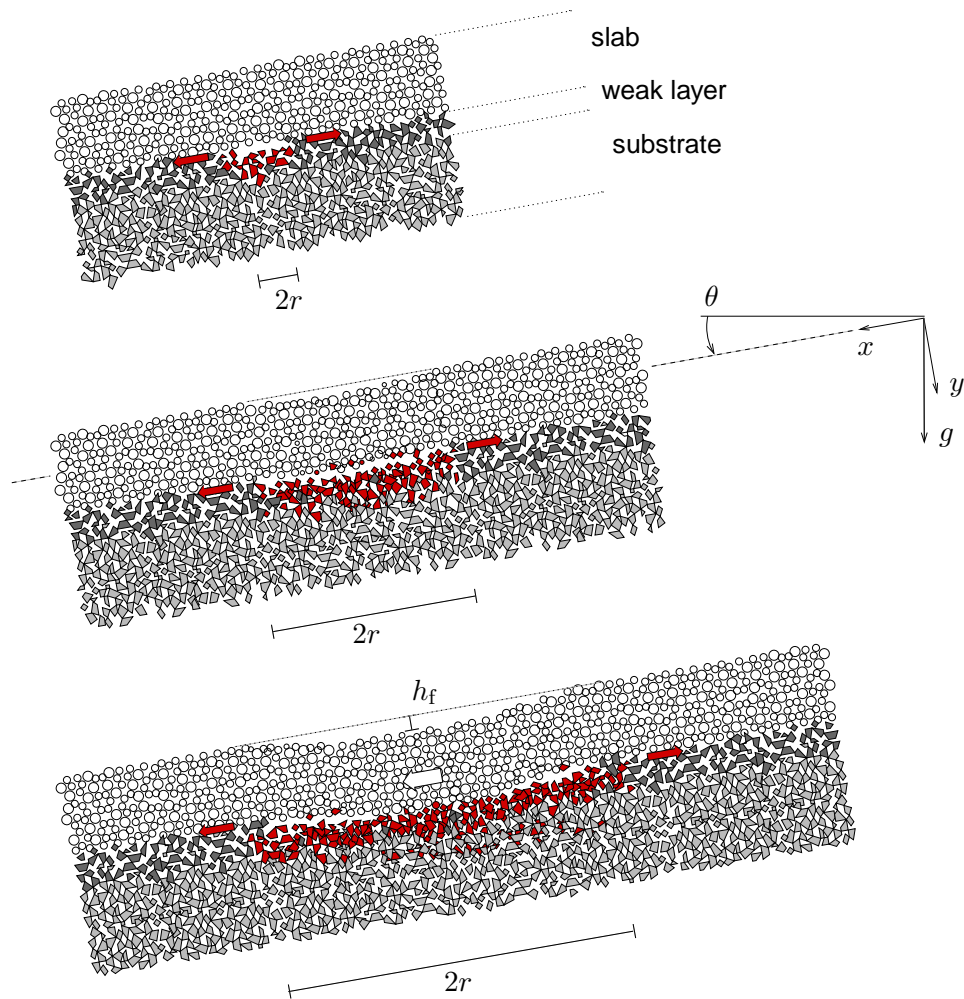 slab
weak layer
substrate
2r
θ
x
y
g
2r
h_f
2r